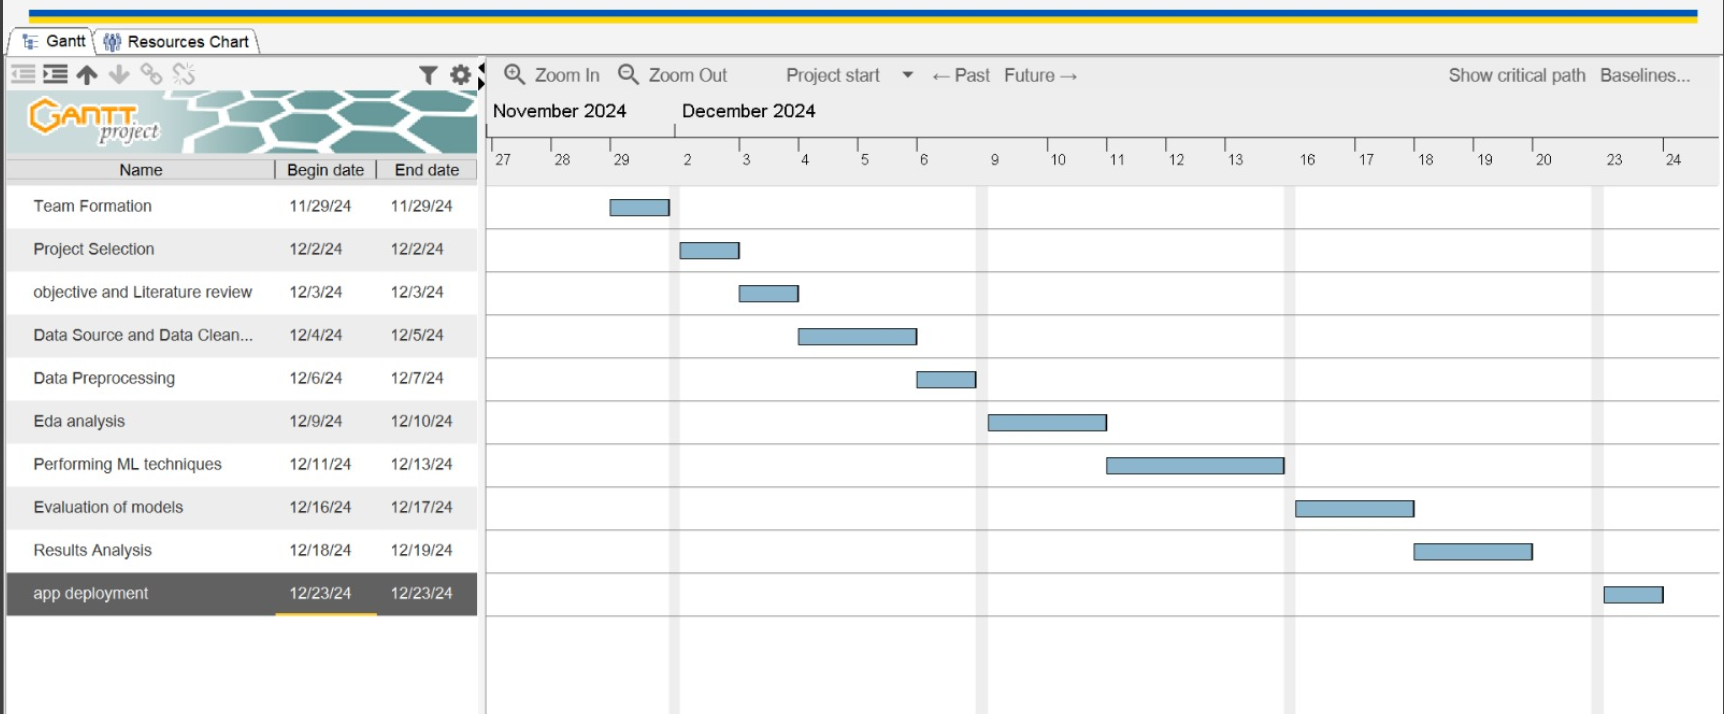 Gantt Resources Chart
Zoom In Zoom Out Project start ← Past Future → Show critical path Baselines...
GANTT
project
November 2024 December 2024
27 28 29 2 3 4 5 6 9 10 11 12 13 16 17 18 19 20 23 24
Name Begin date End date
Team Formation 11/29/24 11/29/24
Project Selection 12/2/24 12/2/24
objective and Literature review 12/3/24 12/3/24
Data Source and Data Clean... 12/4/24 12/5/24
Data Preprocessing 12/6/24 12/7/24
Eda analysis 12/9/24 12/10/24
Performing ML techniques 12/11/24 12/13/24
Evaluation of models 12/16/24 12/17/24
Results Analysis 12/18/24 12/19/24
app deployment 12/23/24 12/23/24